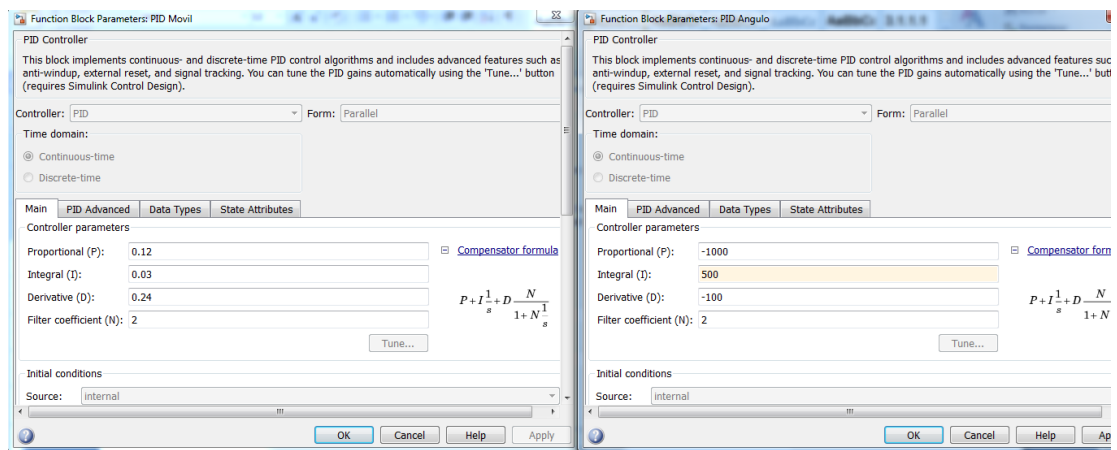 Function Block Parameters: PID Movil
PID Controller
This block implements continuous- and discrete-time PID control algorithms and includes advanced features such as
anti-windup, external reset, and signal tracking. You can tune the PID gains automatically using the 'Tune...' button
(requires Simulink Control Design).
Controller: PID Form: Parallel
Time domain:
Continuous-time
Discrete-time
Main PID Advanced Data Types State Attributes
Controller parameters
Proportional (P): 0.12 Compensator formula
Integral (I): 0.03
Derivative (D): 0.24
Filter coefficient (N): 2
P+I 1/s +D N/(1+N 1/s)
Tune...
Initial conditions
Source: internal
OK Cancel Help Apply
Function Block Parameters: PID Angulo
PID Controller
This block implements continuous- and discrete-time PID control algorithms and includes advanced features suc
anti-windup, external reset, and signal tracking. You can tune the PID gains automatically using the 'Tune...' butt
(requires Simulink Control Design).
Controller: PID Form: Parallel
Time domain:
Continuous-time
Discrete-time
Main PID Advanced Data Types State Attributes
Controller parameters
Proportional (P): -1000 Compensator form
Integral (I): 500
Derivative (D): -100
Filter coefficient (N): 2
P+I 1/s +D N/(1+N
Tune...
Initial conditions
Source: internal
OK Cancel Help Ap